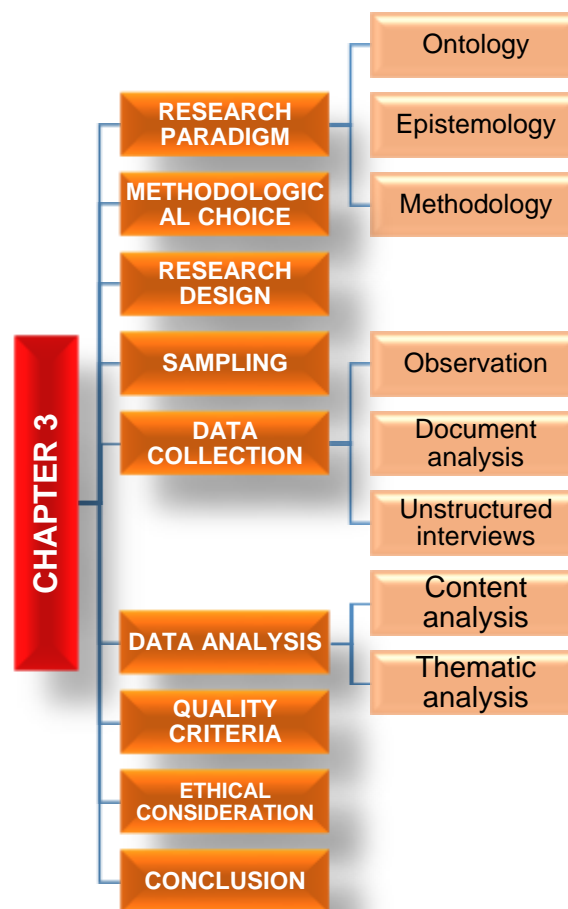 CHAPTER 3
RESEARCH
PARADIGM
Ontology
Epistemology
Methodology
METHODOLOGIC
AL CHOICE
RESEARCH
DESIGN
SAMPLING
DATA
COLLECTION
Observation
Document
analysis
Unstructured
interviews
DATA ANALYSIS
Content
analysis
Thematic
analysis
QUALITY
CRITERIA
ETHICAL
CONSIDERATION
CONCLUSION